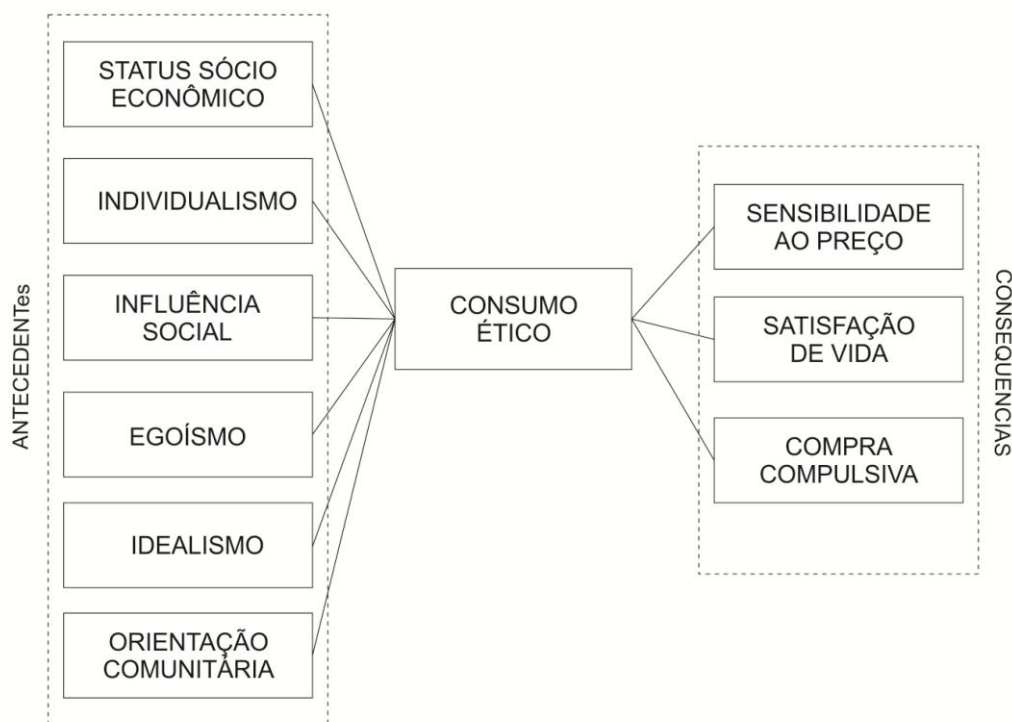 ANTECEDENTes
STATUS SÓCIO
ECONÔMICO
INDIVIDUALISMO
INFLUÊNCIA
SOCIAL
EGOÍSMO
IDEALISMO
ORIENTAÇÃO
COMUNITÁRIA
CONSUMO
ÉTICO
SENSIBILIDADE
AO PREÇO
SATISFAÇÃO
DE VIDA
COMPRA
COMPULSIVA
CONSEQUENCIAS